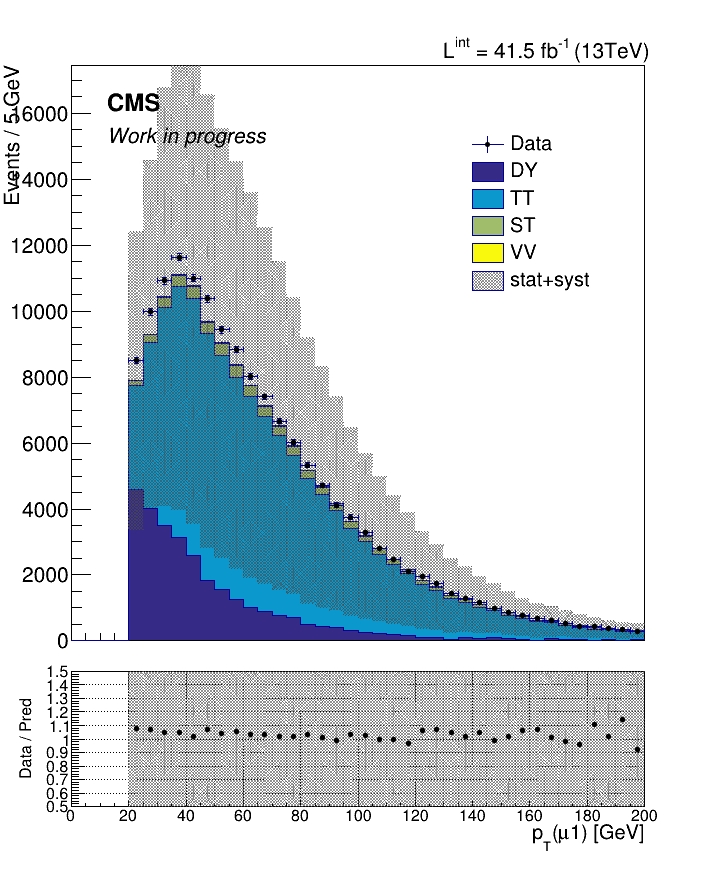 L^int = 41.5 fb^-1 (13TeV)
Events / 5 GeV
CMS
Work in progress
Data
DY
TT
ST
VV
stat+syst
16000
14000
12000
10000
8000
6000
4000
2000
0
Data / Pred
1.5
1.4
1.3
1.2
1.1
1
0.9
0.8
0.7
0.6
0.5
0 20 40 60 80 100 120 140 160 180 200
p_T(μ1) [GeV]